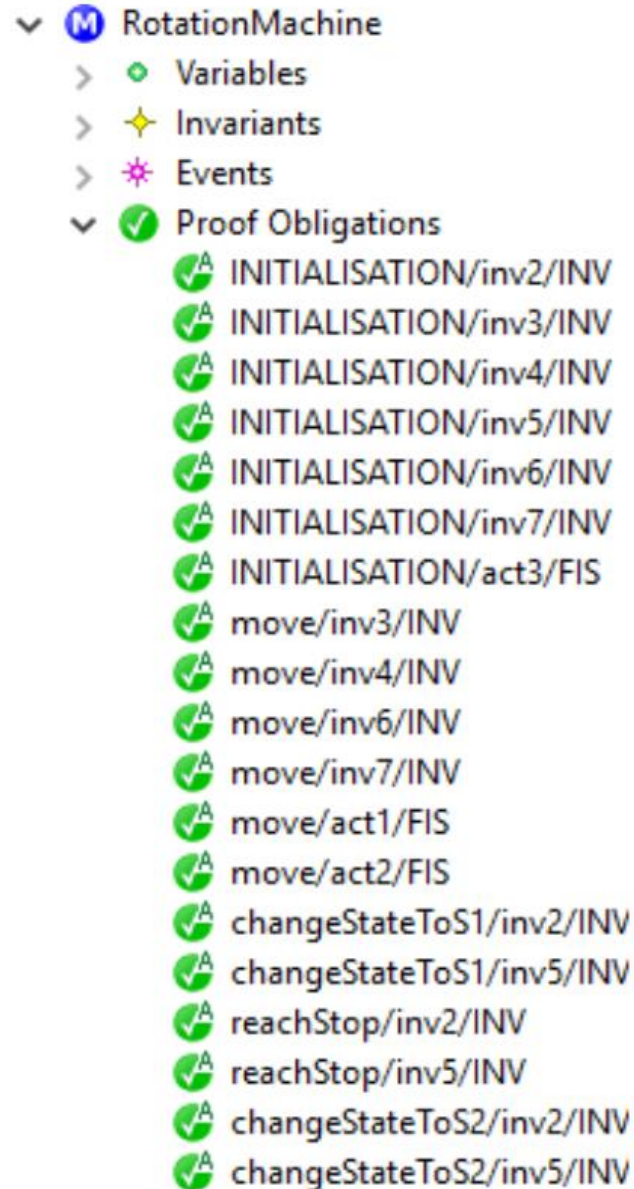 M RotationMachine
Variables
Invariants
Events
Proof Obligations
A INITIALISATION/inv2/INV
A INITIALISATION/inv3/INV
A INITIALISATION/inv4/INV
A INITIALISATION/inv5/INV
A INITIALISATION/inv6/INV
A INITIALISATION/inv7/INV
A INITIALISATION/act3/FIS
A move/inv3/INV
A move/inv4/INV
A move/inv6/INV
A move/inv7/INV
A move/act1/FIS
A move/act2/FIS
A changeStateToS1/inv2/INV
A changeStateToS1/inv5/INV
A reachStop/inv2/INV
A reachStop/inv5/INV
A changeStateToS2/inv2/INV
A changeStateToS2/inv5/INV